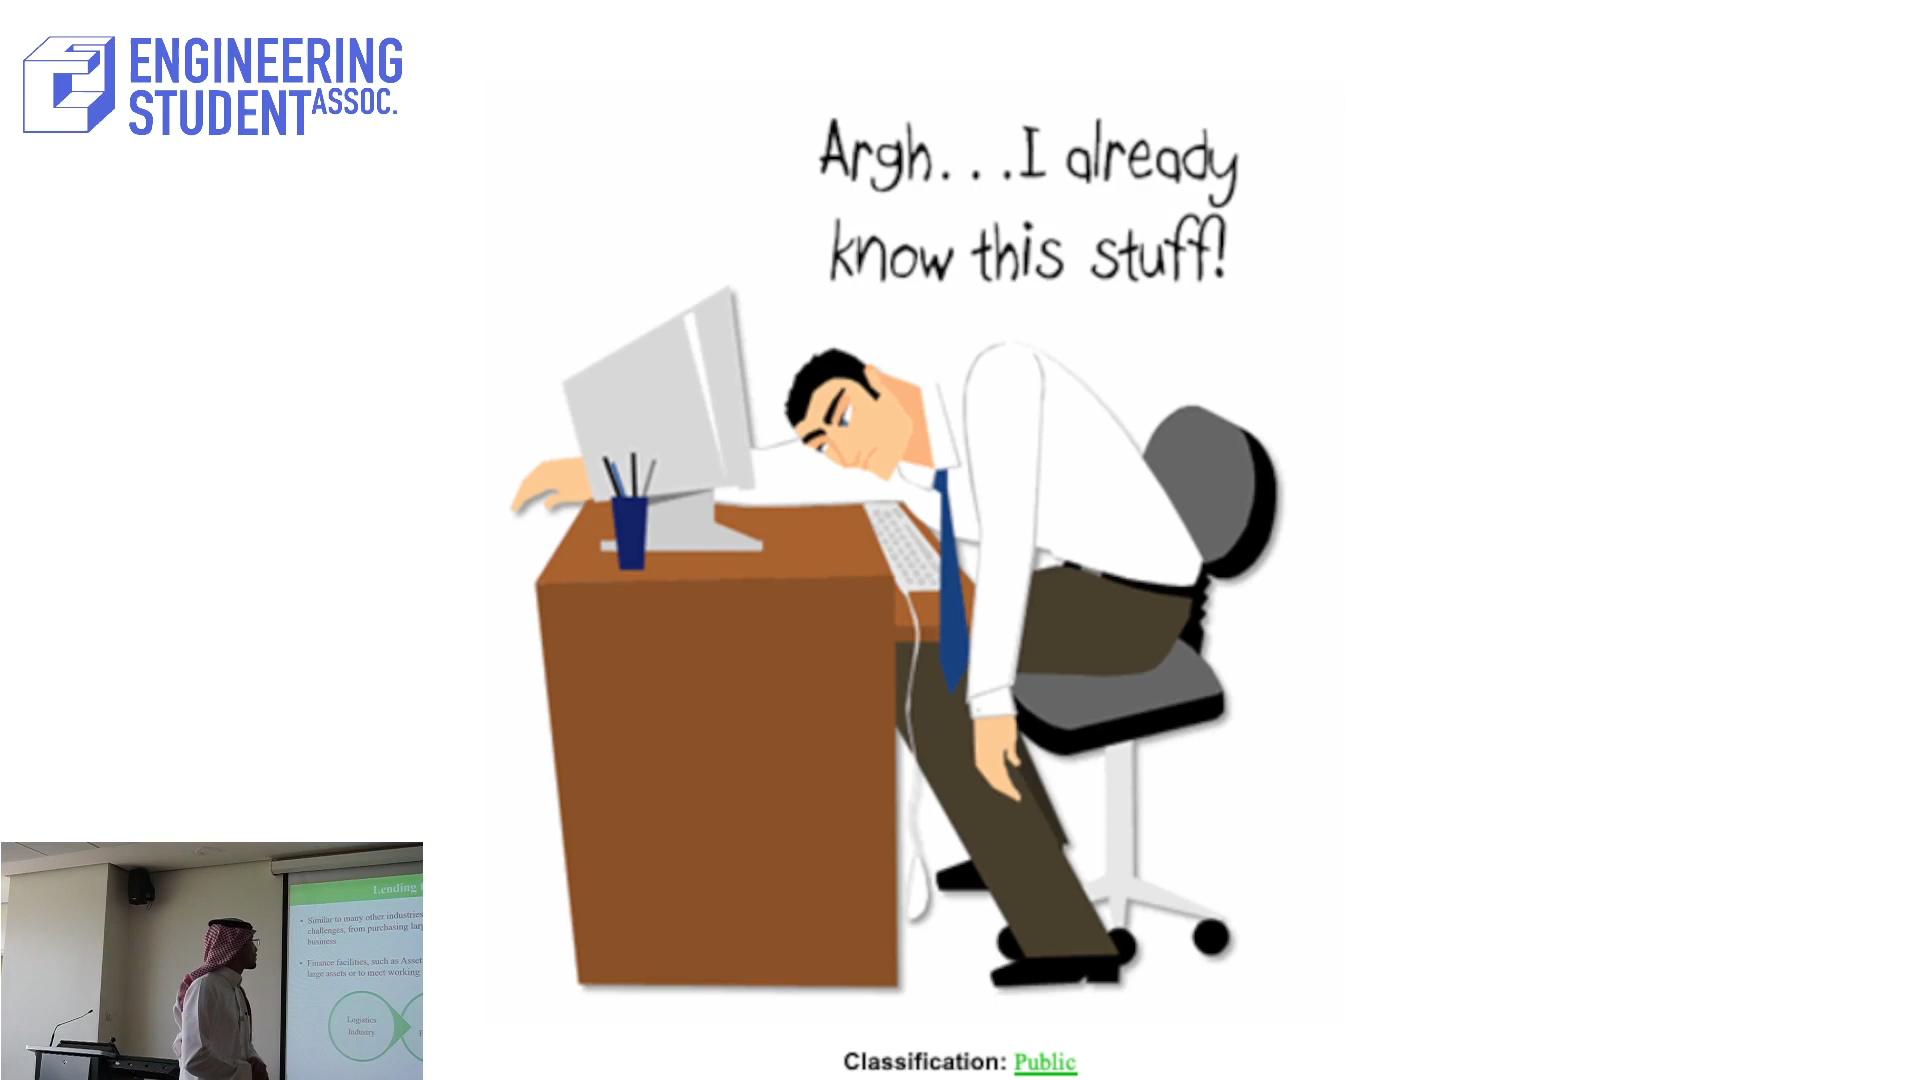 ENGINEERING
STUDENT ASSOC.
Argh...I already
know this stuff!
Lending
• Similar to many other industries
challenges, from purchasing
business
• Finance facilities, such as Asset
large assets or to meet working
Logistics
Industry
Classification: Public